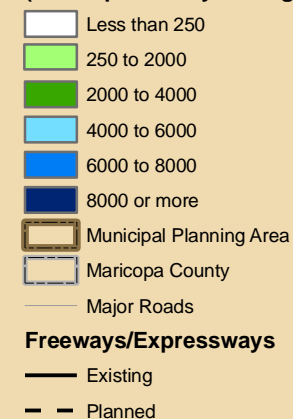 Less than 250
250 to 2000
2000 to 4000
4000 to 6000
6000 to 8000
8000 or more
Municipal Planning Area
Maricopa County
Major Roads
Freeways/Expressways
Existing
Planned